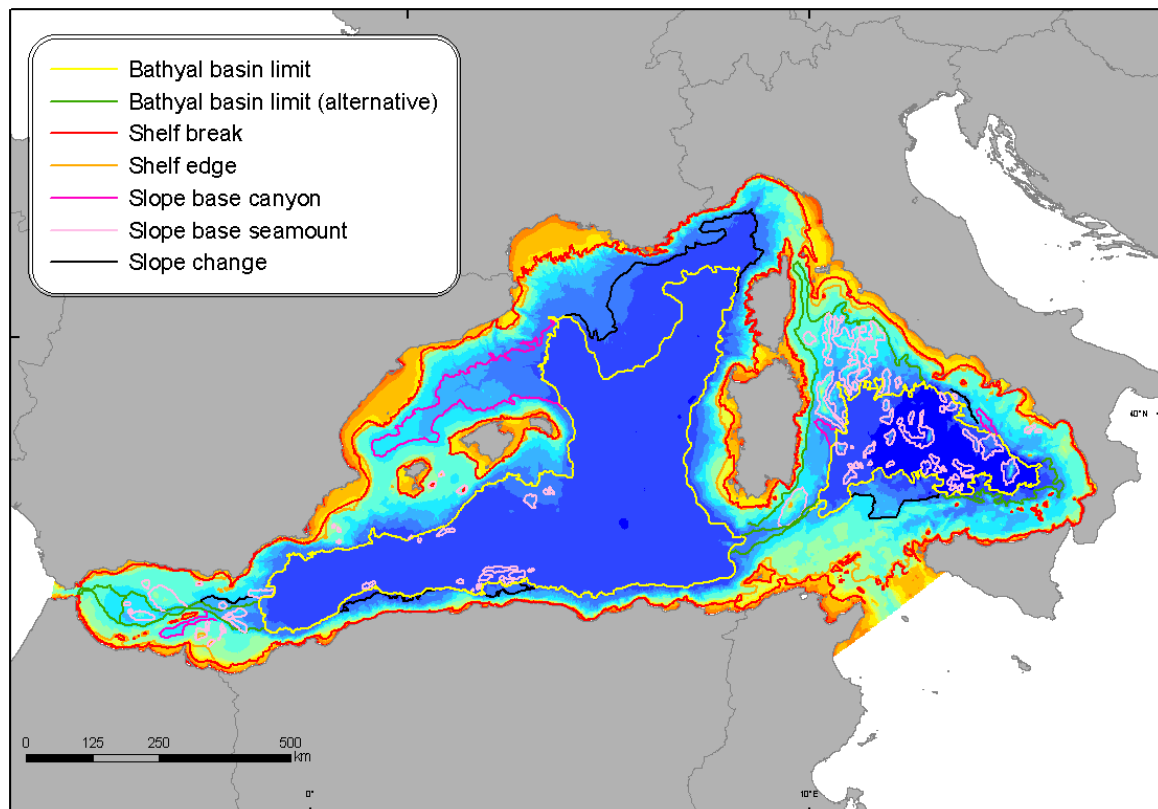 Bathyal basin limit
Bathyal basin limit (alternative)
Shelf break
Shelf edge
Slope base canyon
Slope base seamount
Slope change
40°N
0 125 250 500
km
0° 10°E